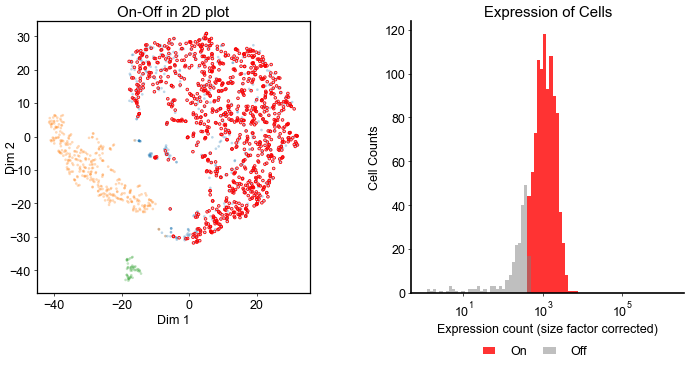 On-Off in 2D plot
30
20
10
0
−10
−20
−30
−40
Dim 2
−40
−20
0
20
Dim 1
Expression of Cells
120
100
80
60
40
20
0
Cell Counts
10^1
10^3
10^5
Expression count (size factor corrected)
On
Off